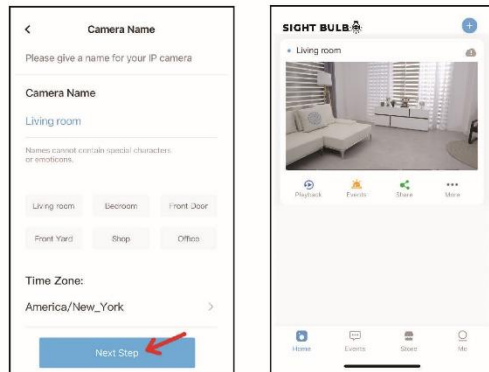 Camera Name
Please give a name for your IP camera
Camera Name
Living room
Names cannot contain special characters
or emoticons.
Living room
Bedroom
Front Door
Front Yard
Shop
Office
Time Zone:
America/New_York
Next Step
SIGHT BULB
Living room
Playback
Events
Share
More
Home
Events
Store
Me